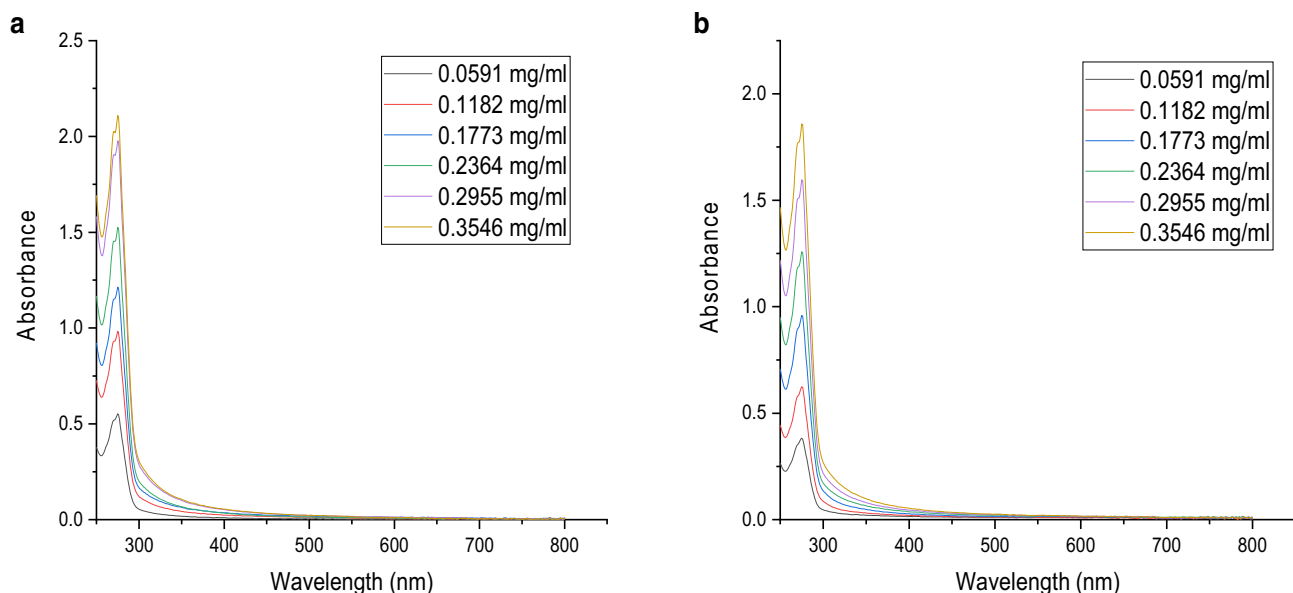 a
2.5
2.0
1.5
1.0
0.5
0.0
Absorbance
300 400 500 600 700 800
Wavelength (nm)
0.0591 mg/ml
0.1182 mg/ml
0.1773 mg/ml
0.2364 mg/ml
0.2955 mg/ml
0.3546 mg/ml
b
2.0
1.5
1.0
0.5
0.0
Absorbance
300 400 500 600 700 800
Wavelength (nm)
0.0591 mg/ml
0.1182 mg/ml
0.1773 mg/ml
0.2364 mg/ml
0.2955 mg/ml
0.3546 mg/ml